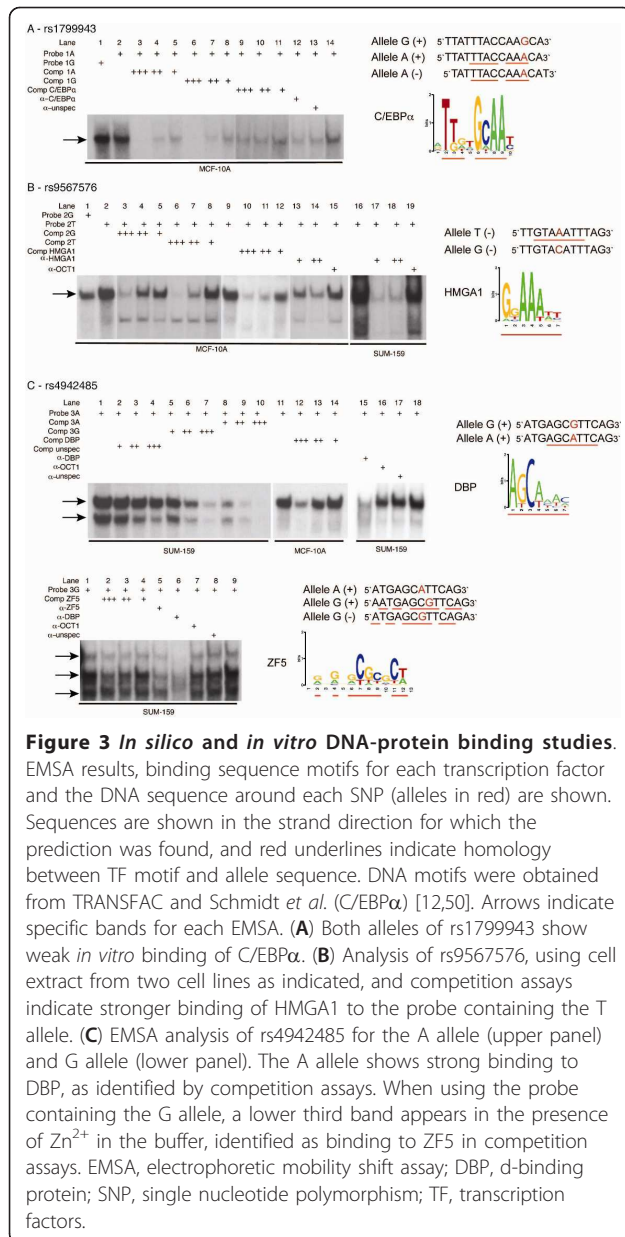 A - rs1799943
Lane 1 2 3 4 5 6 7 8 9 10 11 12 13 14
Probe 1A + + + + + + + + + + + + +
Probe 1G +
Comp 1A +++ ++ +
Comp 1G +++ ++ +
Comp C/EBPα +++ ++ +
α-C/EBPα +
α-unspec +
MCF-10A
Allele G (+) 5'TTATTTACCAAGCA3'
Allele A (+) 5'TTATTTACCAAACA3'
Allele A (-) 5'TATTTACCAAACAT3'
C/EBPα
B - rs9567576
Lane 1 2 3 4 5 6 7 8 9 10 11 12 13 14 15 16 17 18 19
Probe 2G +
Probe 2T + + + + + + + + + + + + + + + + + +
Comp 2G +++ ++ +
Comp 2T +++ ++ +
Comp HMGA1 +++ ++ +
α-HMGA1 + ++ + ++
α-OCT1 + +
MCF-10A
SUM-159
Allele T (-) 5'TTGTAAATTTAG3'
Allele G (-) 5'TTGTACATTTAG3'
HMGA1
C - rs4942485
Lane 1 2 3 4 5 6 7 8 9 10 11 12 13 14 15 16 17 18
Probe 3A + + + + + + + + + + + + + + + + + +
Comp 3A + ++ +++
Comp 3G + ++ +++
Comp DBP +++ ++ +
Comp unspec + ++ +++
α-DBP +
α-OCT1 +
α-unspec +
SUM-159
MCF-10A
SUM-159
Allele G (+) 5'ATGAGCGTTCAG3'
Allele A (+) 5'ATGAGCATTCAG3'
DBP
Lane 1 2 3 4 5 6 7 8 9
Probe 3G + + + + + + + + +
Comp ZF5 +++ ++ +
α-ZF5 +
α-DBP +
α-OCT1 +
α-unspec +
SUM-159
Allele A (+) 5'ATGAGCATTCAG3'
Allele G (+) 5'AATGAGCGTTCAG3'
Allele G (-) 5'ATGAGCGTTCAGA3'
ZF5
Figure 3 In silico and in vitro DNA-protein binding studies.
EMSA results, binding sequence motifs for each transcription factor
and the DNA sequence around each SNP (alleles in red) are shown.
Sequences are shown in the strand direction for which the
prediction was found, and red underlines indicate homology
between TF motif and allele sequence. DNA motifs were obtained
from TRANSFAC and Schmidt et al. (C/EBPα) [12,50]. Arrows indicate
specific bands for each EMSA. (A) Both alleles of rs1799943 show
weak in vitro binding of C/EBPα. (B) Analysis of rs9567576, using cell
extract from two cell lines as indicated, and competition assays
indicate stronger binding of HMGA1 to the probe containing the T
allele. (C) EMSA analysis of rs4942485 for the A allele (upper panel)
and G allele (lower panel). The A allele shows strong binding to
DBP, as identified by competition assays. When using the probe
containing the G allele, a lower third band appears in the presence
of Zn²⁺ in the buffer, identified as binding to ZF5 in competition
assays. EMSA, electrophoretic mobility shift assay; DBP, d-binding
protein; SNP, single nucleotide polymorphism; TF, transcription
factors.